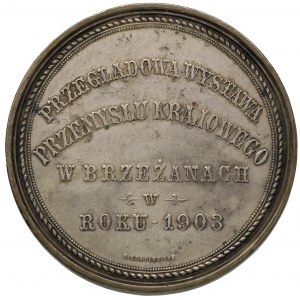 PRZEGLĄDOWA WYSTAWA
PRZEMYSŁU KRAJOWEGO
W BRZEŻANACH
W
ROKU 1903